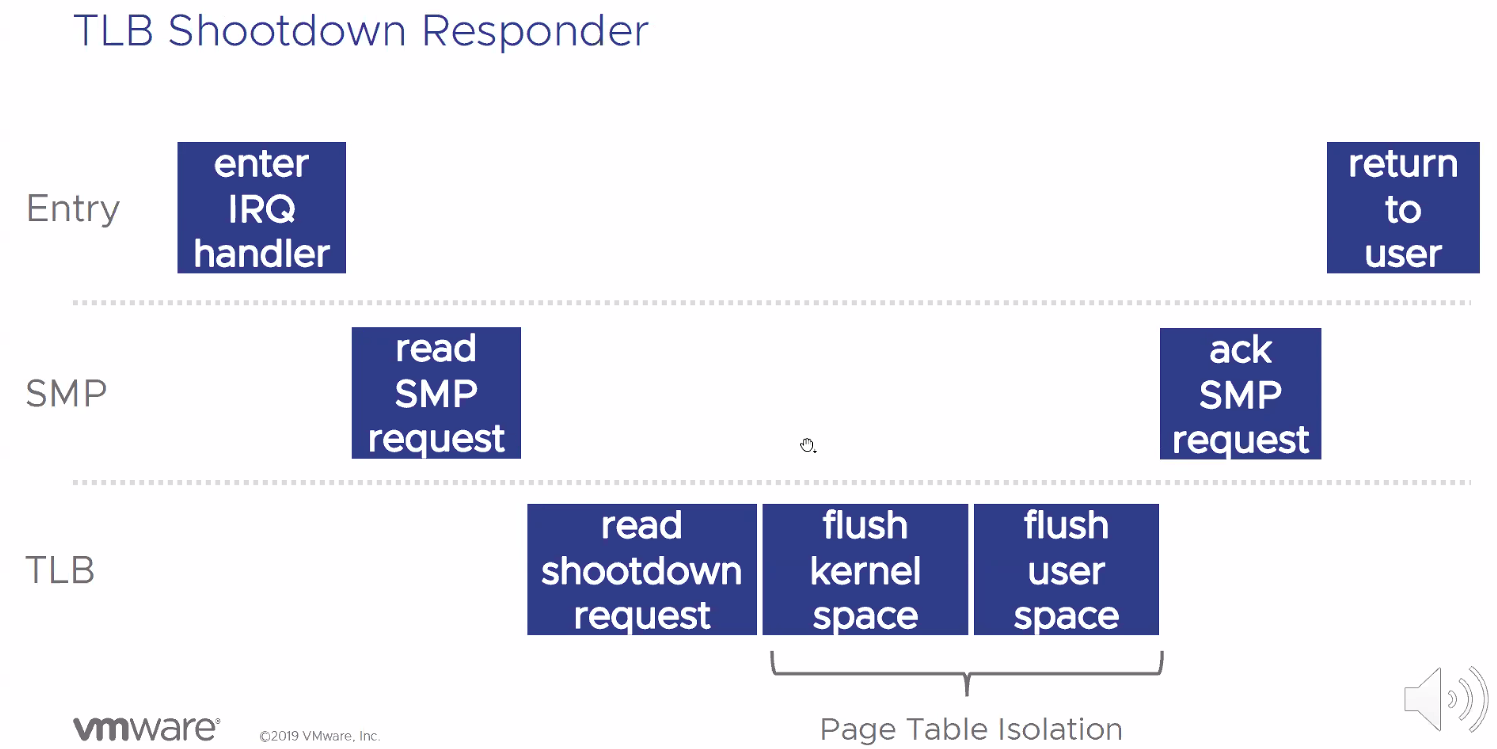 TLB Shootdown Responder
Entry
enter
IRQ
handler
return
to
user
SMP
read
SMP
request
ack
SMP
request
TLB
read
shootdown
request
flush
kernel
space
flush
user
space
Page Table Isolation
vmware®
©2019 VMware, Inc.